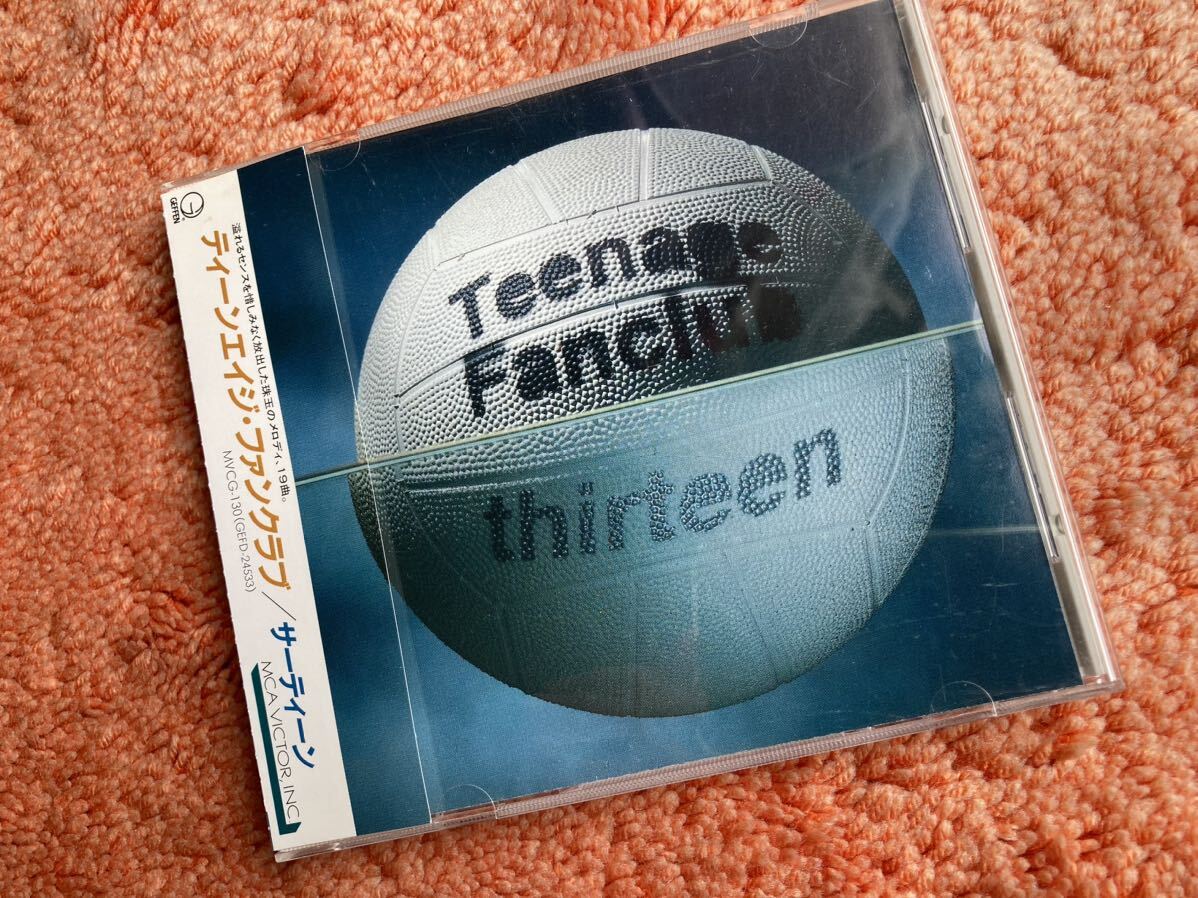 GEFFEN
溢れるセンスを惜しみなく放出した珠玉のメロディ、19曲。
ティーンエイジ・ファンクラブ／サーティーン
MVCG-130(GEFD-24533)
MCA VICTOR, INC.
Teenage
Fanclub
thirteen